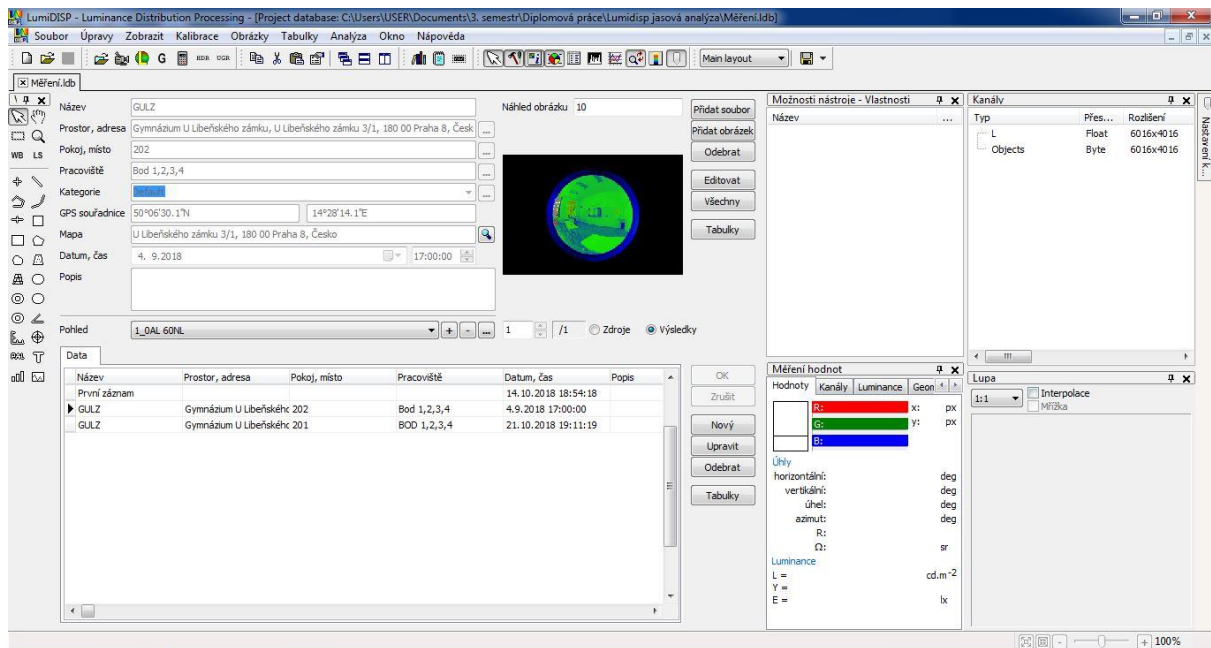 LumiDISP - Luminance Distribution Processing - [Project database: C:\Users\USER\Documents\3. semestr\Diplomová práce\Lumidisp jasová analýza\Měření.ldb]
Soubor Úpravy Zobrazit Kalibrace Obrázky Tabulky Analýza Okno Nápověda
G HDR UGR Main layout
Měření.ldb
Název GULZ Náhled obrázku 10 Přidat soubor
Prostor, adresa Gymnázium U Libeňského zámku, U Libeňského zámku 3/1, 180 00 Praha 8, Česk ... Přidat obrázek
Pokoj, místo 202 ... Odebrat
WB LS
Pracoviště Bod 1,2,3,4 ... Editovat
Kategorie Default ... Všechny
GPS souřadnice 50°06'30.1"N 14°28'14.1"E
Mapa U Libeňského zámku 3/1, 180 00 Praha 8, Česko Tabulky
Datum, čas 4. 9.2018 17:00:00
Popis
Pohled 1_0AL 60NL + - ... 1 /1 Zdroje Výsledky
Data
Název Prostor, adresa Pokoj, místo Pracoviště Datum, čas Popis
První záznam 14.10.2018 18:54:18
GULZ Gymnázium U Libeňskéhc 202 Bod 1,2,3,4 4.9.2018 17:00:00
GULZ Gymnázium U Libeňskéhc 201 BOD 1,2,3,4 21.10.2018 19:11:19
OK
Zrušit
Nový
Upravit
Odebrat
Tabulky
Možnosti nástroje - Vlastnosti
Název ...
Kanály
Typ Přes... Rozlišení
L Float 6016x4016
Objects Byte 6016x4016
Nastavení k...
Měření hodnot
Hodnoty Kanály Luminance Geon
R: x: px
G: y: px
B:
Úhly
horizontální: deg
vertikální: deg
úhel: deg
azimut: deg
R:
Ω: sr
Luminance
L = cd.m-2
Y =
E = lx
Lupa
1:1 Interpolace
Mřížka
- + 100%